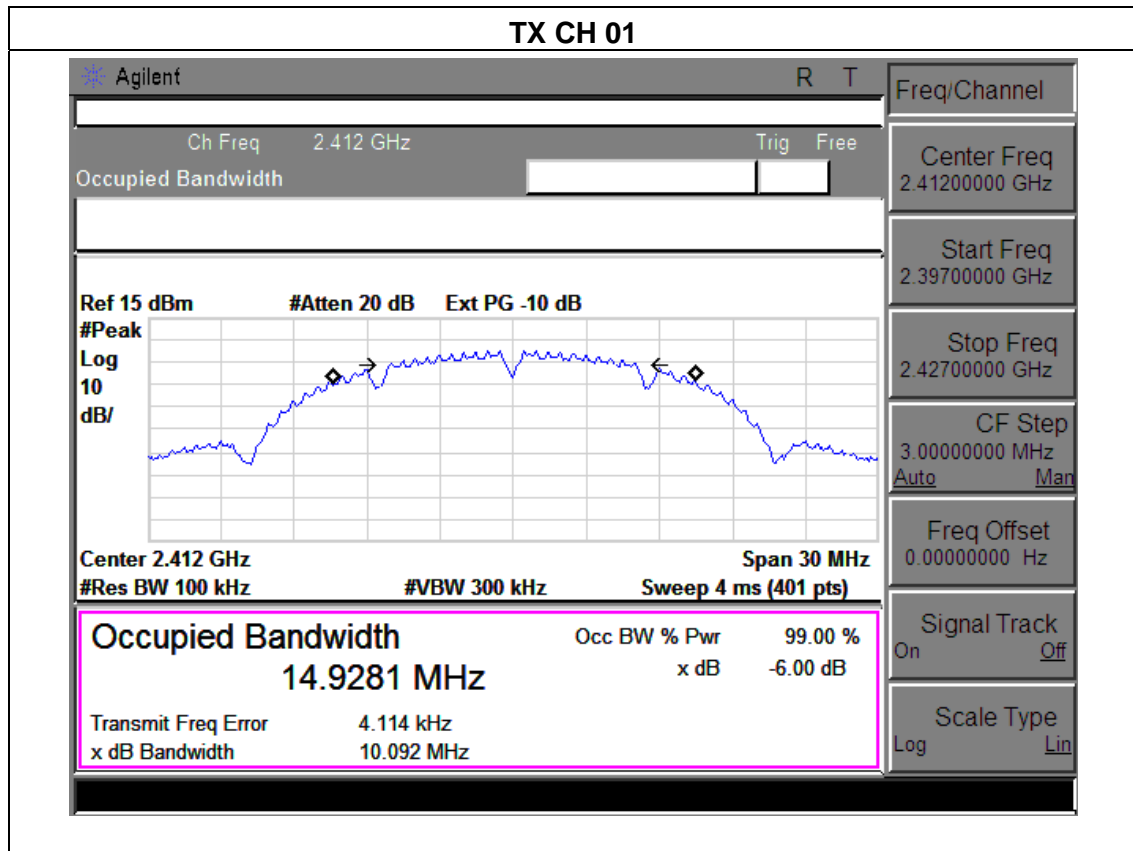 TX CH 01
Agilent R T
Ch Freq 2.412 GHz Trig Free
Occupied Bandwidth
Ref 15 dBm #Atten 20 dB Ext PG -10 dB
#Peak
Log
10
dB/
Center 2.412 GHz Span 30 MHz
#Res BW 100 kHz #VBW 300 kHz Sweep 4 ms (401 pts)
Occupied Bandwidth Occ BW % Pwr 99.00 %
14.9281 MHz x dB -6.00 dB
Transmit Freq Error 4.114 kHz
x dB Bandwidth 10.092 MHz
Freq/Channel
Center Freq
2.41200000 GHz
Start Freq
2.39700000 GHz
Stop Freq
2.42700000 GHz
CF Step
3.00000000 MHz
Auto Man
Freq Offset
0.00000000 Hz
Signal Track
On Off
Scale Type
Log Lin